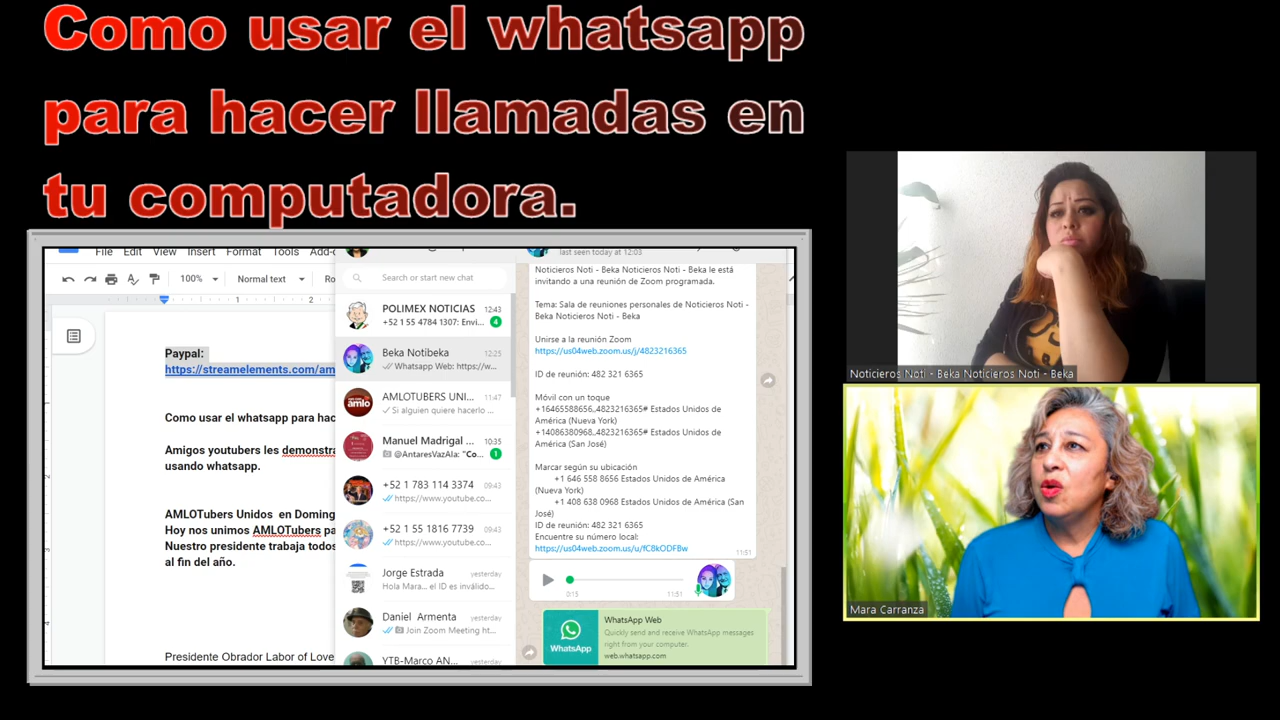 Como usar el whatsapp
para hacer llamadas en
tu computadora.
File Edit View Insert Format Tools
100% Normal text
1 2
Paypal:
https://streamelements.com/am
Como usar el whatsapp para hac
Amigos youtubers les demonstra
usando whatsapp.
AMLOTubers Unidos en Doming
Hoy nos unimos AMLOTubers pa
Nuestro presidente trabaja todos
al fin del año.
Presidente Obrador Labor of Love
Search or start new chat
POLIMEX NOTICIAS 12:43
+52 1 55 4784 1307: Envi... 4
Beka Notibeka 12:25
Whatsapp Web: https://w...
AMLOTUBERS UNI... 11:47
Si alguien quiere hacerlo ...
Manuel Madrigal ... 10:35
@AntaresVazAla: "Co... 1
+52 1 783 114 3374 09:43
https://www.youtube.co...
+52 1 55 1816 7739 09:43
https://www.youtube.co...
Jorge Estrada yesterday
Hola Mara... el ID es inválido...
Daniel Armenta yesterday
Join Zoom Meeting ht...
YTB-Marco AN... yesterday
last seen today at 12:03
Noticieros Noti - Beka Noticieros Noti - Beka le está
invitando a una reunión de Zoom programada.
Tema: Sala de reuniones personales de Noticieros Noti -
Beka Noticieros Noti - Beka
Unirse a la reunión Zoom
https://us04web.zoom.us/j/4823216365
ID de reunión: 482 321 6365
Móvil con un toque
+16465588656,,4823216365# Estados Unidos de
América (Nueva York)
+14086380968,,4823216365# Estados Unidos de
América (San José)
Marcar según su ubicación
+1 646 558 8656 Estados Unidos de América
(Nueva York)
+1 408 638 0968 Estados Unidos de América (San
José)
ID de reunión: 482 321 6365
Encuentre su número local:
https://us04web.zoom.us/u/fC8kODFBw
11:51
0:15 11:51
WhatsApp
WhatsApp Web
Quickly send and receive WhatsApp messages
right from your computer.
web.whatsapp.com
Noticieros Noti - Beka Noticieros Noti - Beka
Mara Carranza